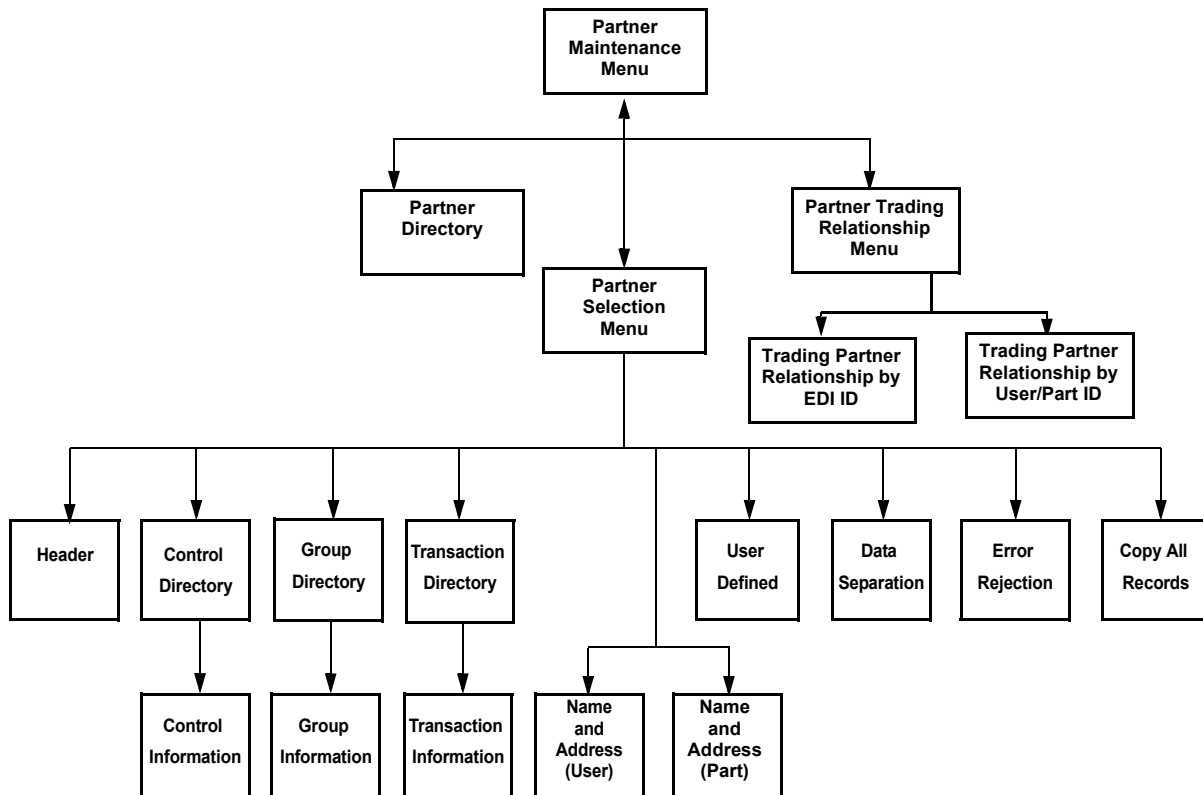 Partner
Maintenance
Menu
Partner
Directory
Partner Trading
Relationship
Menu
Partner
Selection
Menu
Trading Partner
Relationship by
EDI ID
Trading Partner
Relationship by
User/Part ID
Header
Control
Directory
Group
Directory
Transaction
Directory
User
Defined
Data
Separation
Error
Rejection
Copy All
Records
Control
Information
Group
Information
Transaction
Information
Name
and
Address
(User)
Name
and
Address
(Part)